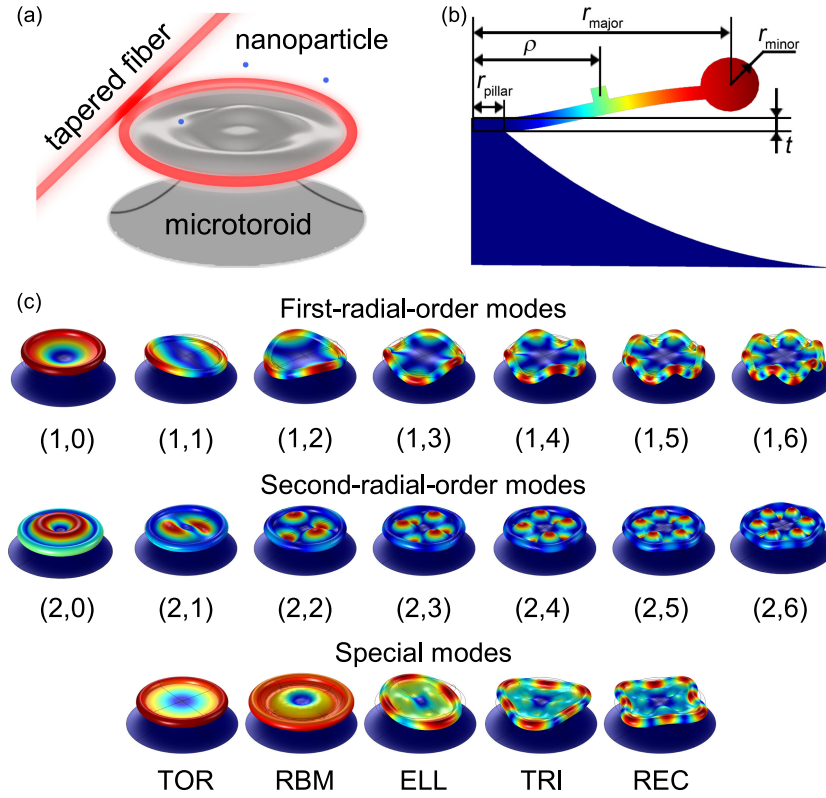 (a)
nanoparticle
tapered fiber
microtoroid
(b)
r_major
ρ
r_minor
r_pillar
t
(c)
First-radial-order modes
(1,0) (1,1) (1,2) (1,3) (1,4) (1,5) (1,6)
Second-radial-order modes
(2,0) (2,1) (2,2) (2,3) (2,4) (2,5) (2,6)
Special modes
TOR RBM ELL TRI REC